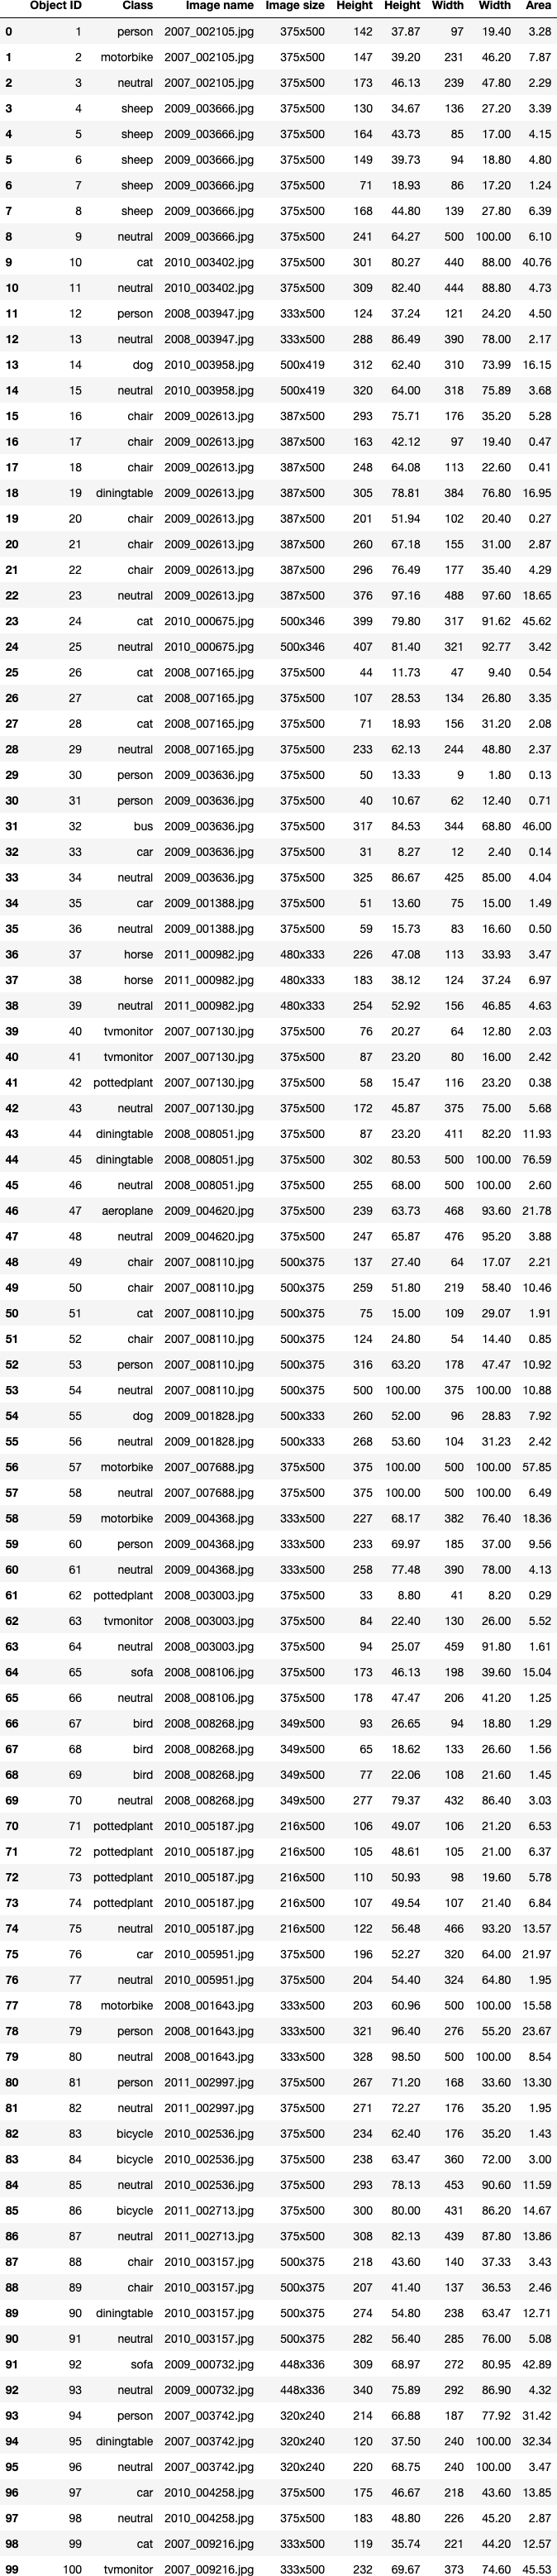 Object ID Class Image name Image size Height Height Width Width Area
0 1 person 2007_002105.jpg 375x500 142 37.87 97 19.40 3.28
1 2 motorbike 2007_002105.jpg 375x500 147 39.20 231 46.20 7.87
2 3 neutral 2007_002105.jpg 375x500 173 46.13 239 47.80 2.29
3 4 sheep 2009_003666.jpg 375x500 130 34.67 136 27.20 3.39
4 5 sheep 2009_003666.jpg 375x500 164 43.73 85 17.00 4.15
5 6 sheep 2009_003666.jpg 375x500 149 39.73 94 18.80 4.80
6 7 sheep 2009_003666.jpg 375x500 71 18.93 86 17.20 1.24
7 8 sheep 2009_003666.jpg 375x500 168 44.80 139 27.80 6.39
8 9 neutral 2009_003666.jpg 375x500 241 64.27 500 100.00 6.10
9 10 cat 2010_003402.jpg 375x500 301 80.27 440 88.00 40.76
10 11 neutral 2010_003402.jpg 375x500 309 82.40 444 88.80 4.73
11 12 person 2008_003947.jpg 333x500 124 37.24 121 24.20 4.50
12 13 neutral 2008_003947.jpg 333x500 288 86.49 390 78.00 2.17
13 14 dog 2010_003958.jpg 500x419 312 62.40 310 73.99 16.15
14 15 neutral 2010_003958.jpg 500x419 320 64.00 318 75.89 3.68
15 16 chair 2009_002613.jpg 387x500 293 75.71 176 35.20 5.28
16 17 chair 2009_002613.jpg 387x500 163 42.12 97 19.40 0.47
17 18 chair 2009_002613.jpg 387x500 248 64.08 113 22.60 0.41
18 19 diningtable 2009_002613.jpg 387x500 305 78.81 384 76.80 16.95
19 20 chair 2009_002613.jpg 387x500 201 51.94 102 20.40 0.27
20 21 chair 2009_002613.jpg 387x500 260 67.18 155 31.00 2.87
21 22 chair 2009_002613.jpg 387x500 296 76.49 177 35.40 4.29
22 23 neutral 2009_002613.jpg 387x500 376 97.16 488 97.60 18.65
23 24 cat 2010_000675.jpg 500x346 399 79.80 317 91.62 45.62
24 25 neutral 2010_000675.jpg 500x346 407 81.40 321 92.77 3.42
25 26 cat 2008_007165.jpg 375x500 44 11.73 47 9.40 0.54
26 27 cat 2008_007165.jpg 375x500 107 28.53 134 26.80 3.35
27 28 cat 2008_007165.jpg 375x500 71 18.93 156 31.20 2.08
28 29 neutral 2008_007165.jpg 375x500 233 62.13 244 48.80 2.37
29 30 person 2009_003636.jpg 375x500 50 13.33 9 1.80 0.13
30 31 person 2009_003636.jpg 375x500 40 10.67 62 12.40 0.71
31 32 bus 2009_003636.jpg 375x500 317 84.53 344 68.80 46.00
32 33 car 2009_003636.jpg 375x500 31 8.27 12 2.40 0.14
33 34 neutral 2009_003636.jpg 375x500 325 86.67 425 85.00 4.04
34 35 car 2009_001388.jpg 375x500 51 13.60 75 15.00 1.49
35 36 neutral 2009_001388.jpg 375x500 59 15.73 83 16.60 0.50
36 37 horse 2011_000982.jpg 480x333 226 47.08 113 33.93 3.47
37 38 horse 2011_000982.jpg 480x333 183 38.12 124 37.24 6.97
38 39 neutral 2011_000982.jpg 480x333 254 52.92 156 46.85 4.63
39 40 tvmonitor 2007_007130.jpg 375x500 76 20.27 64 12.80 2.03
40 41 tvmonitor 2007_007130.jpg 375x500 87 23.20 80 16.00 2.42
41 42 pottedplant 2007_007130.jpg 375x500 58 15.47 116 23.20 0.38
42 43 neutral 2007_007130.jpg 375x500 172 45.87 375 75.00 5.68
43 44 diningtable 2008_008051.jpg 375x500 87 23.20 411 82.20 11.93
44 45 diningtable 2008_008051.jpg 375x500 302 80.53 500 100.00 76.59
45 46 neutral 2008_008051.jpg 375x500 255 68.00 500 100.00 2.60
46 47 aeroplane 2009_004620.jpg 375x500 239 63.73 468 93.60 21.78
47 48 neutral 2009_004620.jpg 375x500 247 65.87 476 95.20 3.88
48 49 chair 2007_008110.jpg 500x375 137 27.40 64 17.07 2.21
49 50 chair 2007_008110.jpg 500x375 259 51.80 219 58.40 10.46
50 51 cat 2007_008110.jpg 500x375 75 15.00 109 29.07 1.91
51 52 chair 2007_008110.jpg 500x375 124 24.80 54 14.40 0.85
52 53 person 2007_008110.jpg 500x375 316 63.20 178 47.47 10.92
53 54 neutral 2007_008110.jpg 500x375 500 100.00 375 100.00 10.88
54 55 dog 2009_001828.jpg 500x333 260 52.00 96 28.83 7.92
55 56 neutral 2009_001828.jpg 500x333 268 53.60 104 31.23 2.42
56 57 motorbike 2007_007688.jpg 375x500 375 100.00 500 100.00 57.85
57 58 neutral 2007_007688.jpg 375x500 375 100.00 500 100.00 6.49
58 59 motorbike 2009_004368.jpg 333x500 227 68.17 382 76.40 18.36
59 60 person 2009_004368.jpg 333x500 233 69.97 185 37.00 9.56
60 61 neutral 2009_004368.jpg 333x500 258 77.48 390 78.00 4.13
61 62 pottedplant 2008_003003.jpg 375x500 33 8.80 41 8.20 0.29
62 63 tvmonitor 2008_003003.jpg 375x500 84 22.40 130 26.00 5.52
63 64 neutral 2008_003003.jpg 375x500 94 25.07 459 91.80 1.61
64 65 sofa 2008_008106.jpg 375x500 173 46.13 198 39.60 15.04
65 66 neutral 2008_008106.jpg 375x500 178 47.47 206 41.20 1.25
66 67 bird 2008_008268.jpg 349x500 93 26.65 94 18.80 1.29
67 68 bird 2008_008268.jpg 349x500 65 18.62 133 26.60 1.56
68 69 bird 2008_008268.jpg 349x500 77 22.06 108 21.60 1.45
69 70 neutral 2008_008268.jpg 349x500 277 79.37 432 86.40 3.03
70 71 pottedplant 2010_005187.jpg 216x500 106 49.07 106 21.20 6.53
71 72 pottedplant 2010_005187.jpg 216x500 105 48.61 105 21.00 6.37
72 73 pottedplant 2010_005187.jpg 216x500 110 50.93 98 19.60 5.78
73 74 pottedplant 2010_005187.jpg 216x500 107 49.54 107 21.40 6.84
74 75 neutral 2010_005187.jpg 216x500 122 56.48 466 93.20 13.57
75 76 car 2010_005951.jpg 375x500 196 52.27 320 64.00 21.97
76 77 neutral 2010_005951.jpg 375x500 204 54.40 324 64.80 1.95
77 78 motorbike 2008_001643.jpg 333x500 203 60.96 500 100.00 15.58
78 79 person 2008_001643.jpg 333x500 321 96.40 276 55.20 23.67
79 80 neutral 2008_001643.jpg 333x500 328 98.50 500 100.00 8.54
80 81 person 2011_002997.jpg 375x500 267 71.20 168 33.60 13.30
81 82 neutral 2011_002997.jpg 375x500 271 72.27 176 35.20 1.95
82 83 bicycle 2010_002536.jpg 375x500 234 62.40 176 35.20 1.43
83 84 bicycle 2010_002536.jpg 375x500 238 63.47 360 72.00 3.00
84 85 neutral 2010_002536.jpg 375x500 293 78.13 453 90.60 11.59
85 86 bicycle 2011_002713.jpg 375x500 300 80.00 431 86.20 14.67
86 87 neutral 2011_002713.jpg 375x500 308 82.13 439 87.80 13.86
87 88 chair 2010_003157.jpg 500x375 218 43.60 140 37.33 3.43
88 89 chair 2010_003157.jpg 500x375 207 41.40 137 36.53 2.46
89 90 diningtable 2010_003157.jpg 500x375 274 54.80 238 63.47 12.71
90 91 neutral 2010_003157.jpg 500x375 282 56.40 285 76.00 5.08
91 92 sofa 2009_000732.jpg 448x336 309 68.97 272 80.95 42.89
92 93 neutral 2009_000732.jpg 448x336 340 75.89 292 86.90 4.32
93 94 person 2007_003742.jpg 320x240 214 66.88 187 77.92 31.42
94 95 diningtable 2007_003742.jpg 320x240 120 37.50 240 100.00 32.34
95 96 neutral 2007_003742.jpg 320x240 220 68.75 240 100.00 3.47
96 97 car 2010_004258.jpg 375x500 175 46.67 218 43.60 13.85
97 98 neutral 2010_004258.jpg 375x500 183 48.80 226 45.20 2.87
98 99 cat 2007_009216.jpg 333x500 119 35.74 221 44.20 12.57
99 100 tvmonitor 2007_009216.jpg 333x500 232 69.67 373 74.60 45.53